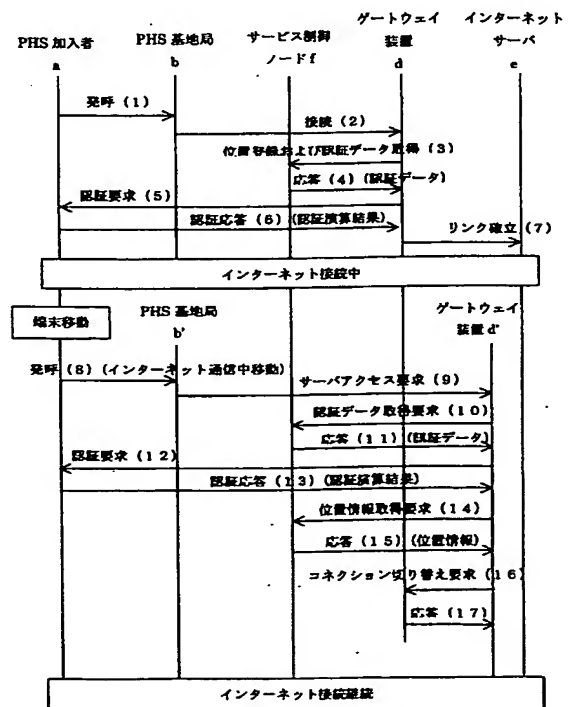 PHS 加入者
a
PHS 基地局
b
サービス制御
ノードf
ゲートウェイ
装置
d
インターネット
サーバ
e
発呼（1）
接続（2）
位置登録および認証データ取得（3）
応答（4）（認証データ）
認証要求（5）
認証応答（6）（認証演算結果）
リンク確立（7）
インターネット接続中
端末移動
PHS 基地局
b'
ゲートウェイ
装置d'
発呼（8）（インターネット通信中移動）
サーバアクセス要求（9）
認証データ取得要求（10）
応答（11）（認証データ）
認証要求（12）
認証応答（13）（認証演算結果）
位置情報取得要求（14）
応答（15）（位置情報）
コネクション切り替え要求（16）
応答（17）
インターネット接続継続